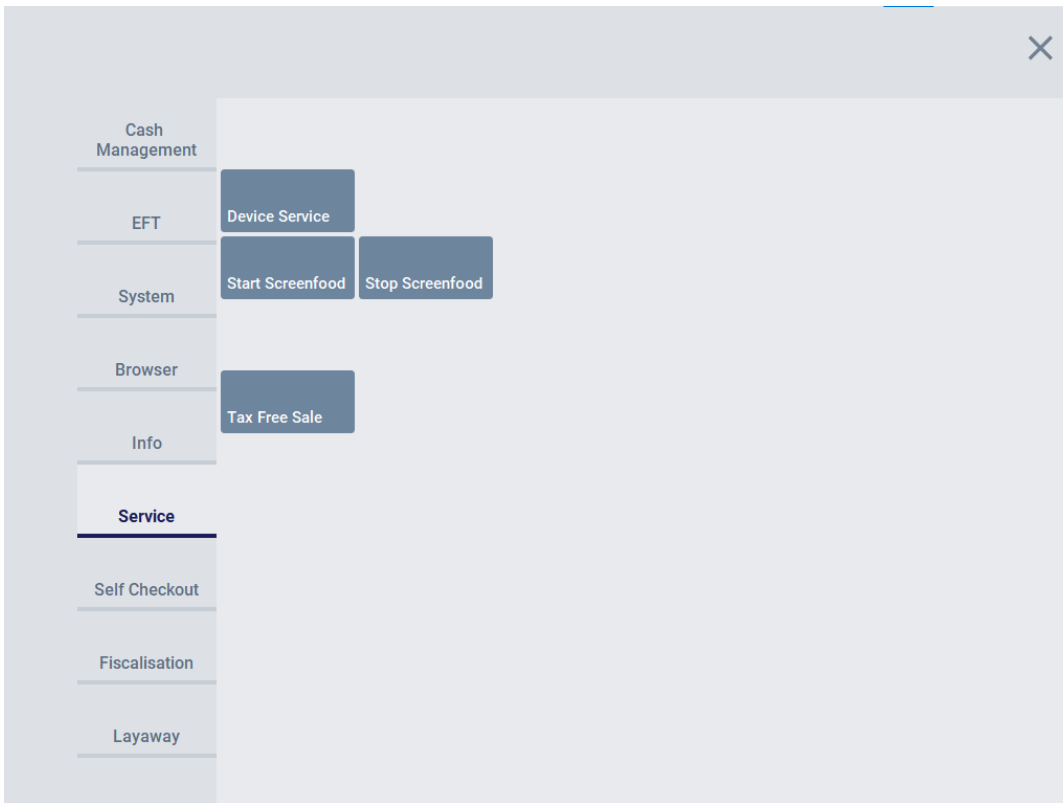 Cash
Management
EFT
System
Browser
Info
Service
Self Checkout
Fiscalisation
Layaway
Device Service
Start Screenfood
Stop Screenfood
Tax Free Sale